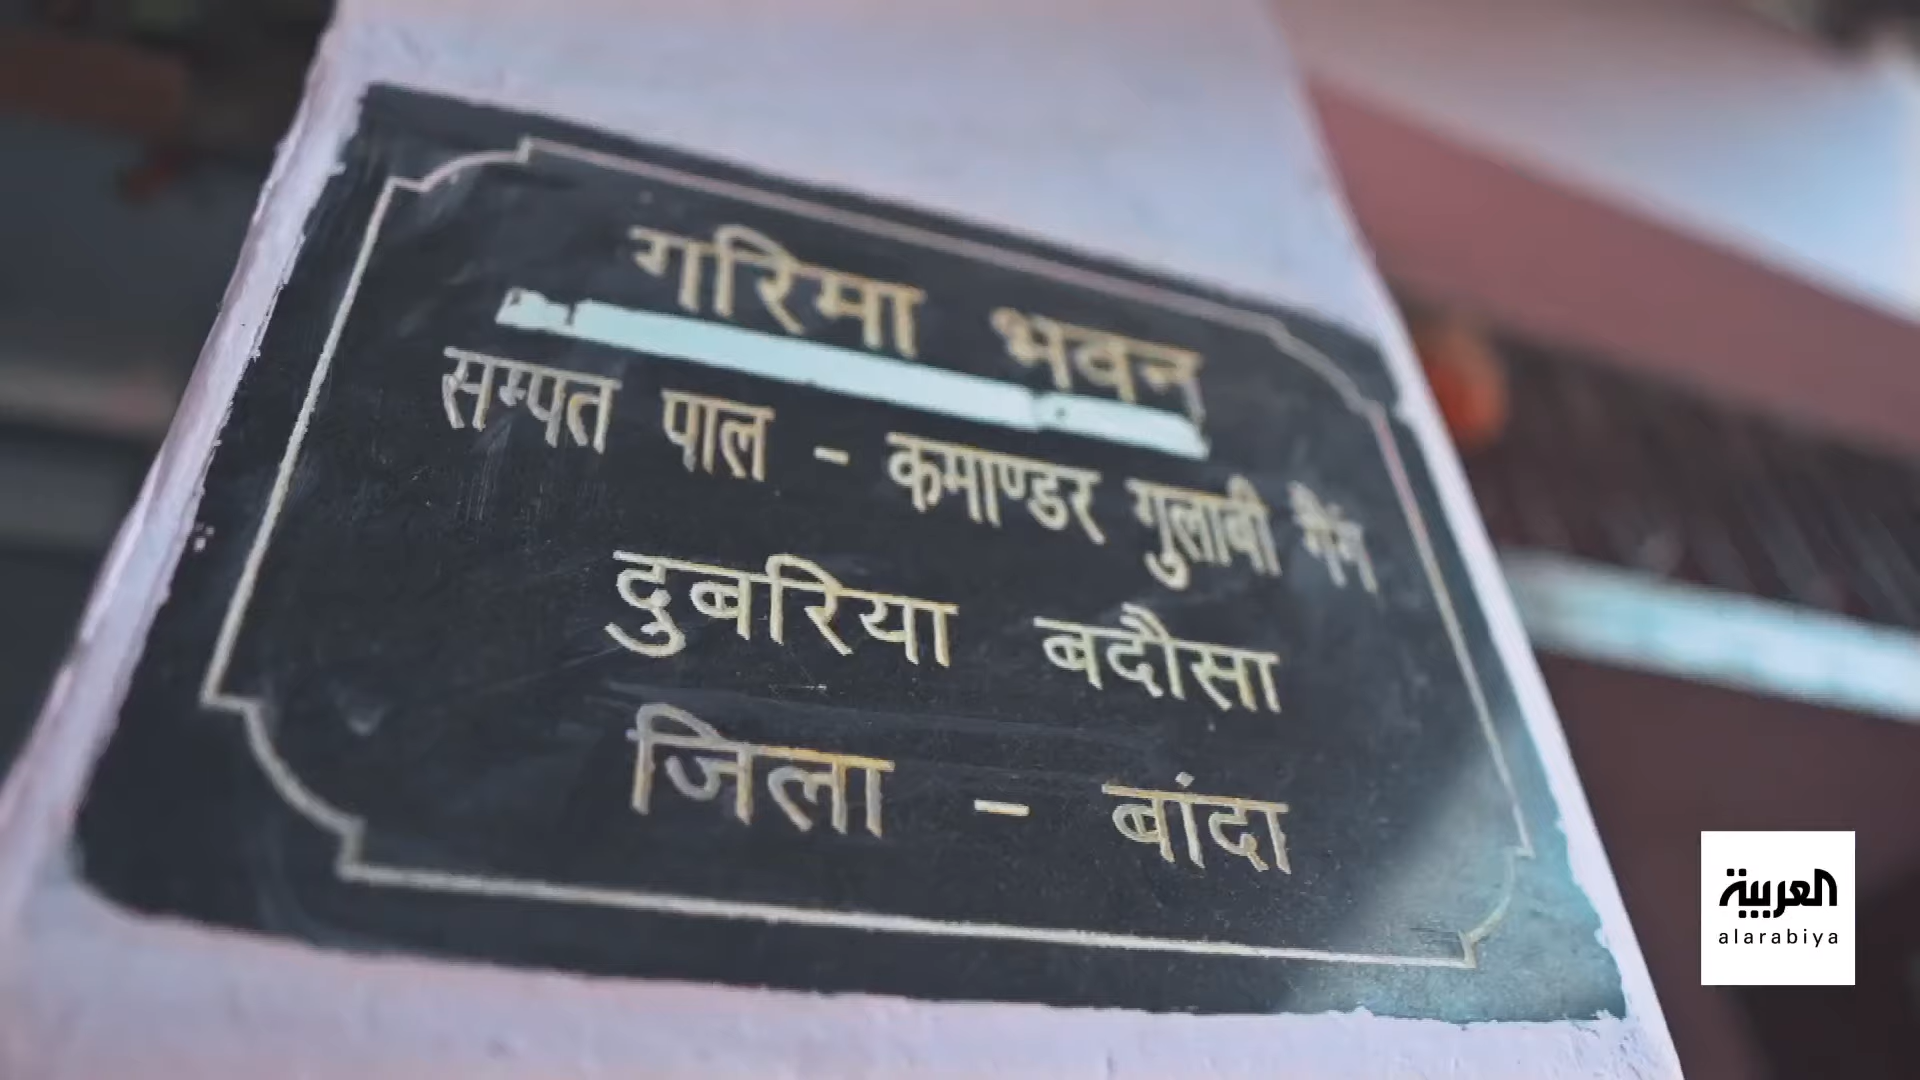 गरिमा भवन
सम्पत पाल - कमाण्डर गुलाबी गैंग
दुबरिया बदौसा
जिला - बांदा
العربية
alarabiya